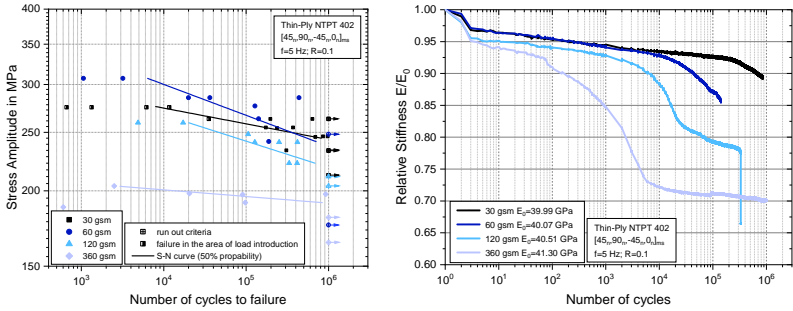 Thin-Ply NTPT 402
[45ₙ,90ₙ,-45ₙ,0ₙ]ₘₛ
f=5 Hz; R=0.1
400
300
250
200
150
Stress Amplitude in MPa
30 gsm
60 gsm
120 gsm
360 gsm
run out criteria
failure in the area of load introduction
S-N curve (50% propability)
10³ 10⁴ 10⁵ 10⁶
Number of cycles to failure
1.00
0.95
0.90
0.85
0.80
0.75
0.70
0.65
0.60
Relative Stiffness E/E₀
30 gsm E₀=39.99 GPa
60 gsm E₀=40.07 GPa
120 gsm E₀=40.51 GPa
360 gsm E₀=41.30 GPa
Thin-Ply NTPT 402
[45ₙ,90ₙ,-45ₙ,0ₙ]ₘₛ
f=5 Hz; R=0.1
10⁰ 10¹ 10² 10³ 10⁴ 10⁵ 10⁶
Number of cycles